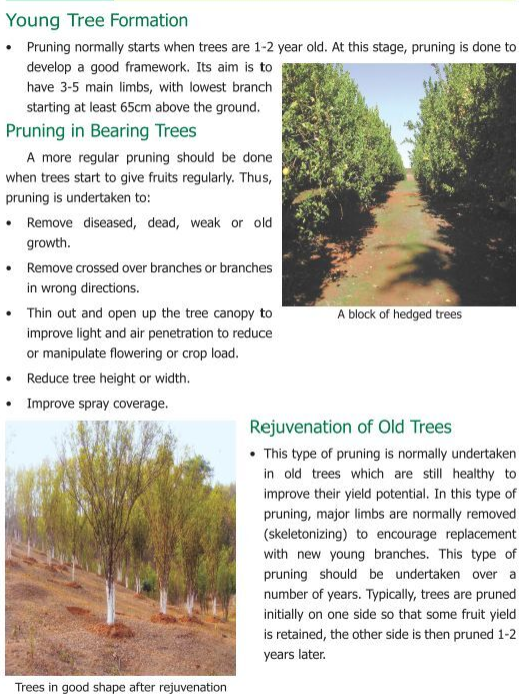 Young Tree Formation
• Pruning normally starts when trees are 1-2 year old. At this stage, pruning is done to
develop a good framework. Its aim is to
have 3-5 main limbs, with lowest branch
starting at least 65cm above the ground.
Pruning in Bearing Trees
A more regular pruning should be done
when trees start to give fruits regularly. Thus,
pruning is undertaken to:
• Remove diseased, dead, weak or old
growth.
• Remove crossed over branches or branches
in wrong directions.
• Thin out and open up the tree canopy to
improve light and air penetration to reduce
or manipulate flowering or crop load.
• Reduce tree height or width.
• Improve spray coverage.
A block of hedged trees
Rejuvenation of Old Trees
• This type of pruning is normally undertaken
in old trees which are still healthy to
improve their yield potential. In this type of
pruning, major limbs are normally removed
(skeletonizing) to encourage replacement
with new young branches. This type of
pruning should be undertaken over a
number of years. Typically, trees are pruned
initially on one side so that some fruit yield
is retained, the other side is then pruned 1-2
years later.
Trees in good shape after rejuvenation